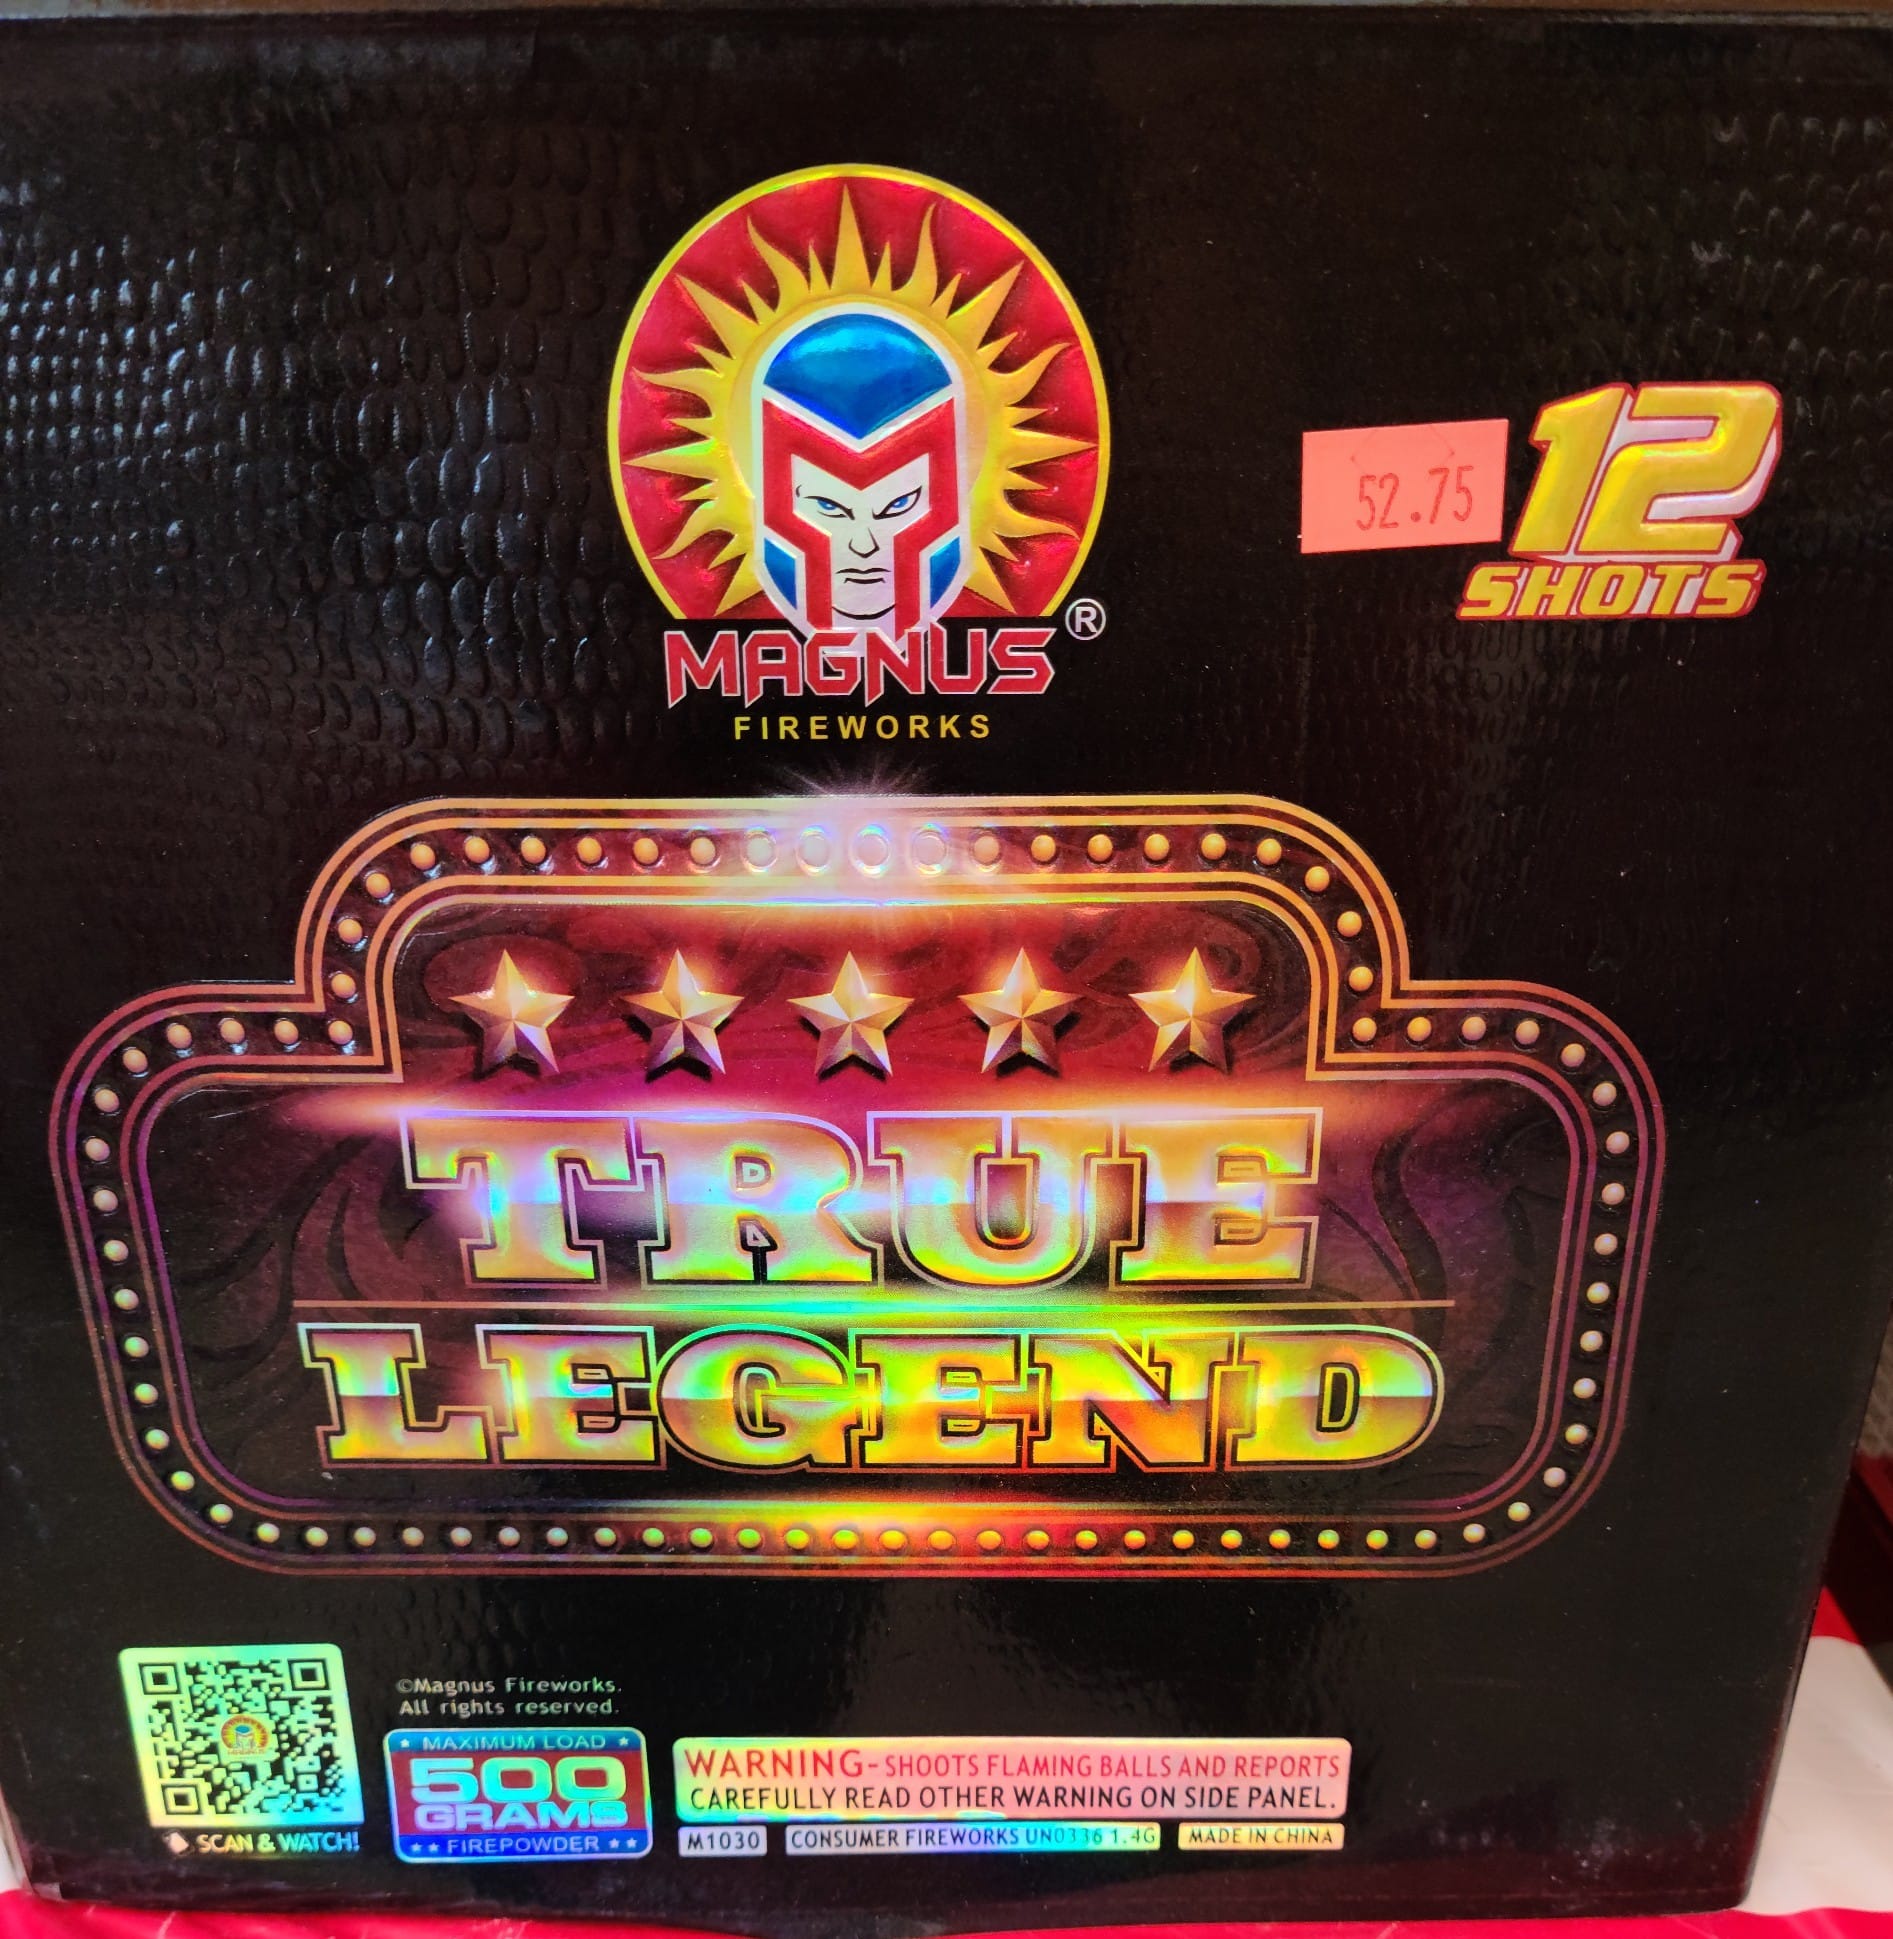 52.75
12
SHOTS
MAGNUS®
FIREWORKS
TRUE
LEGEND
SCAN & WATCH!
©Magnus Fireworks.
All rights reserved.
MAXIMUM LOAD
500
GRAMS
FIREPOWDER
WARNING-SHOOTS FLAMING BALLS AND REPORTS
CAREFULLY READ OTHER WARNING ON SIDE PANEL.
M1030
CONSUMER FIREWORKS UN0336 1.4G
MADE IN CHINA